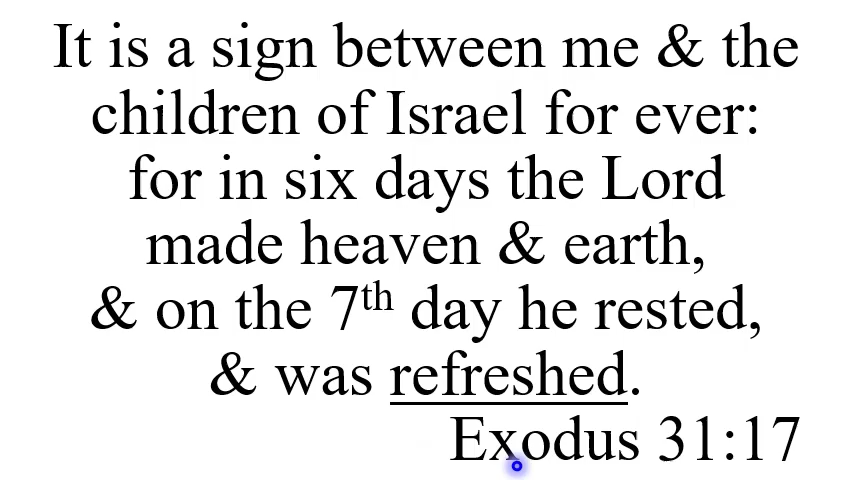 It is a sign between me & the
children of Israel for ever:
for in six days the Lord
made heaven & earth,
& on the 7th day he rested,
& was refreshed.
Exodus 31:17